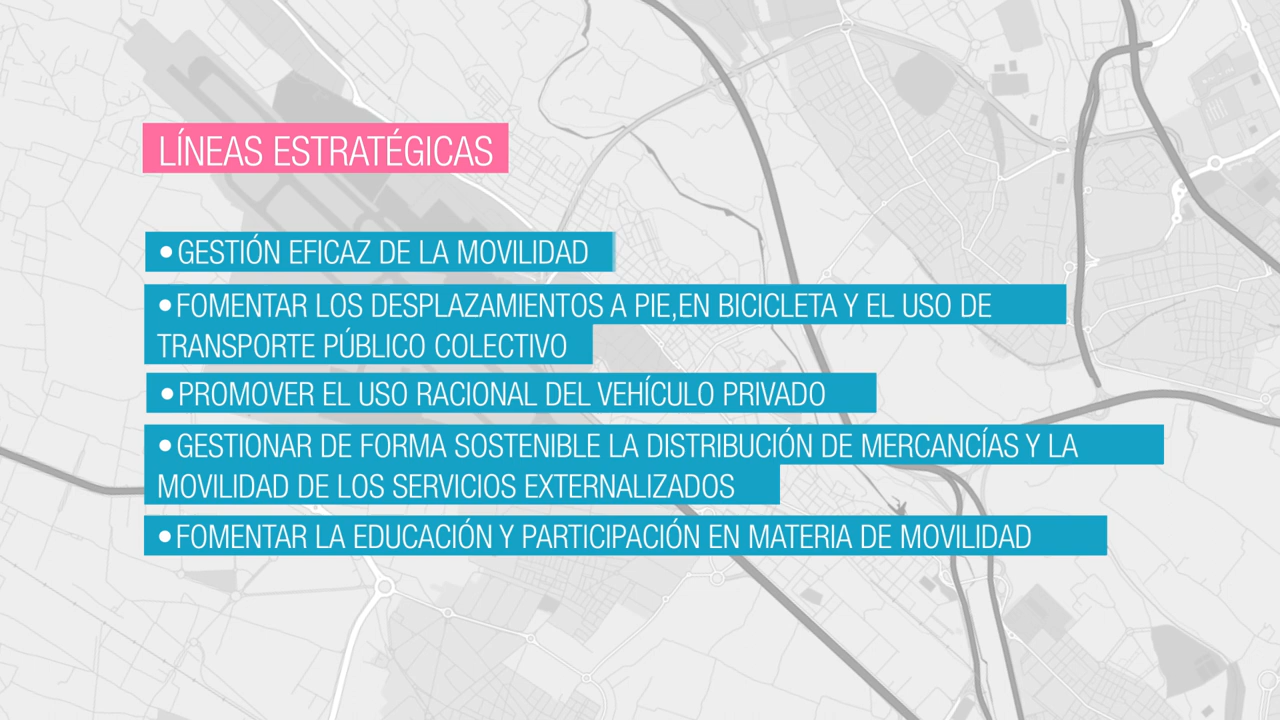 LÍNEAS ESTRATÉGICAS
•GESTIÓN EFICAZ DE LA MOVILIDAD
•FOMENTAR LOS DESPLAZAMIENTOS A PIE,EN BICICLETA Y EL USO DE
TRANSPORTE PÚBLICO COLECTIVO
•PROMOVER EL USO RACIONAL DEL VEHÍCULO PRIVADO
•GESTIONAR DE FORMA SOSTENIBLE LA DISTRIBUCIÓN DE MERCANCÍAS Y LA
MOVILIDAD DE LOS SERVICIOS EXTERNALIZADOS
•FOMENTAR LA EDUCACIÓN Y PARTICIPACIÓN EN MATERIA DE MOVILIDAD